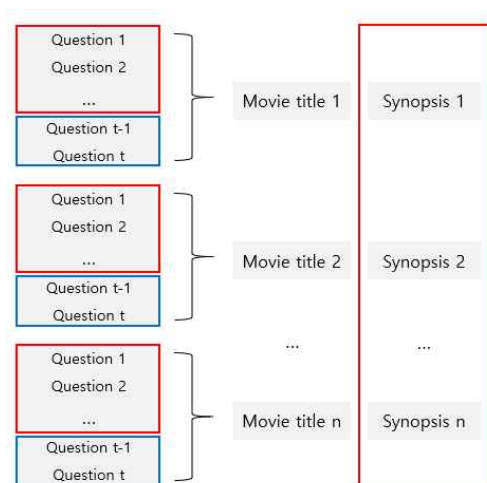 Question 1
Question 2
...
Question t-1
Question t
Movie title 1
Synopsis 1
Question 1
Question 2
...
Question t-1
Question t
Movie title 2
Synopsis 2
...
...
Question 1
Question 2
...
Question t-1
Question t
Movie title n
Synopsis n